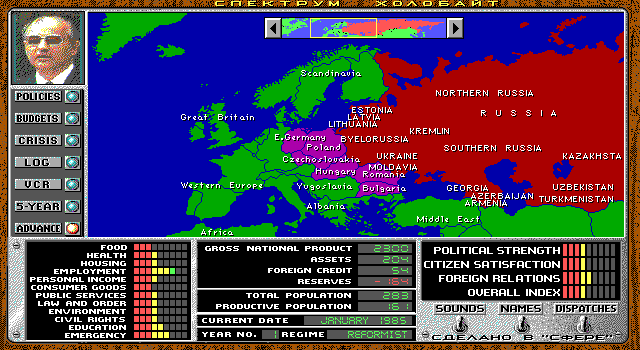 СПЕКТРУМ ХОЛОБАЙТ
POLICIES
BUDGETS
CRISIS
LOG
VCR
5-YEAR
ADVANCE
Scandinavia
NORTHERN RUSSIA
ESTONIA
LATVIA
RUSSIA
Great Britain
LITHUANIA
KREMLIN
E.Germany
BYELORUSSIA
Poland
SOUTHERN RUSSIA
Czechoslovakia
UKRAINE
KAZAKHSTA
MOLDAVIA
Hungary
Romania
Western Europe
Yugoslavia
Bulgaria
GEORGIA
UZBEKISTAN
AZERBAIJAN
TURKMENISTAN
ARMENIA
Albania
Middle East
Africa
FOOD
HEALTH
HOUSING
EMPLOYMENT
PERSONAL INCOME
CONSUMER GOODS
PUBLIC SERVICES
LAW AND ORDER
ENVIRONMENT
CIVIL RIGHTS
EDUCATION
EMERGENCY
GROSS NATIONAL PRODUCT 2300
ASSETS 204
FOREIGN CREDIT 54
RESERVES -164
TOTAL POPULATION 288
PRODUCTIVE POPULATION 161
CURRENT DATE JANUARY 1985
YEAR NO. 1 REGIME REFORMIST
POLITICAL STRENGTH
CITIZEN SATISFACTION
FOREIGN RELATIONS
OVERALL INDEX
SOUNDS NAMES DISPATCHES
СДЕЛАНО В "СФЕРЕ"